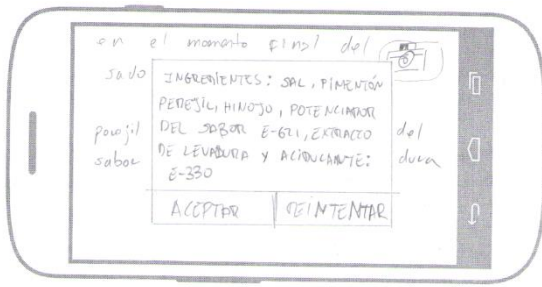 en el momento final del
sado
INGREDIENTES: SAL, PIMENTÓN
PEREJIL, HINOJO, POTENCIADOR
perejil DEL SABOR E-621, EXTRACTO del
sabor DE LEVADURA Y ACIDULANTE: dura
E-330
ACEPTAR REINTENTAR